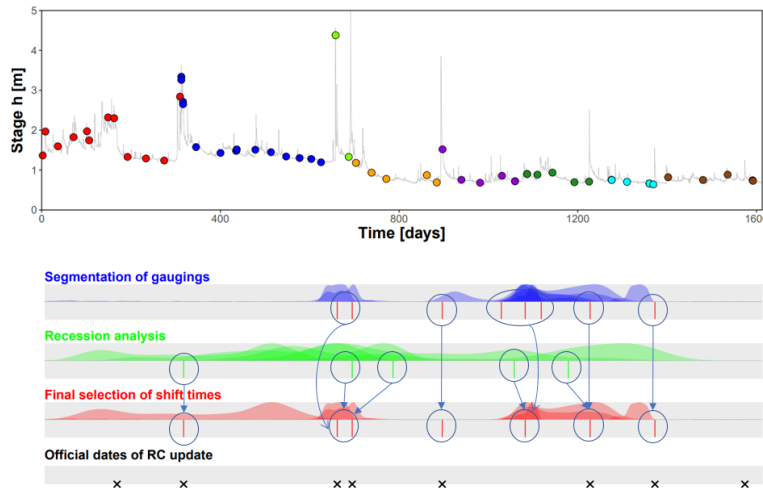 5
4
3
2
1
0
Stage h [m]
0 400 800 1200 1600
Time [days]
Segmentation of gaugings
Recession analysis
Final selection of shift times
Official dates of RC update